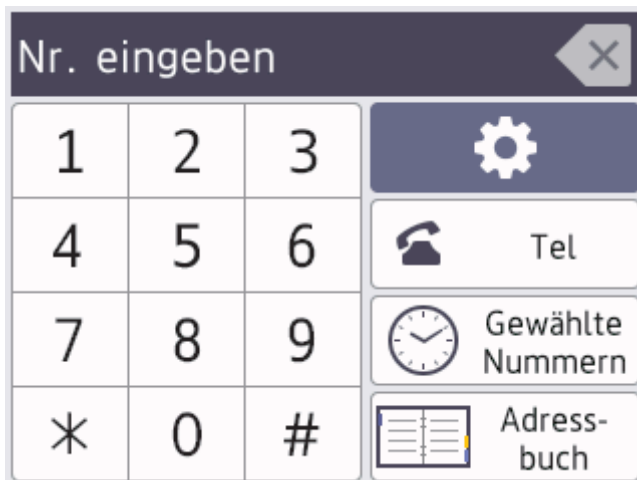 Nr. eingeben
1 2 3
4 5 6
Tel
7 8 9
Gewählte
Nummern
* 0 #
Adress-
buch